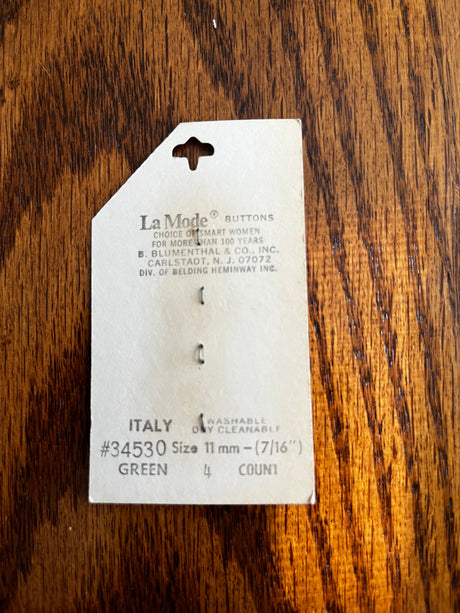 La Mode® BUTTONS
CHOICE OF SMART WOMEN
FOR MORE THAN 100 YEARS
B. BLUMENTHAL & CO., INC.
CARLSTADT, N. J. 07072
DIV. OF BELDING HEMINWAY INC.
ITALY WASHABLE
DRY CLEANABLE
#34530 Size 11 mm-(7/16")
GREEN 4 COUNT